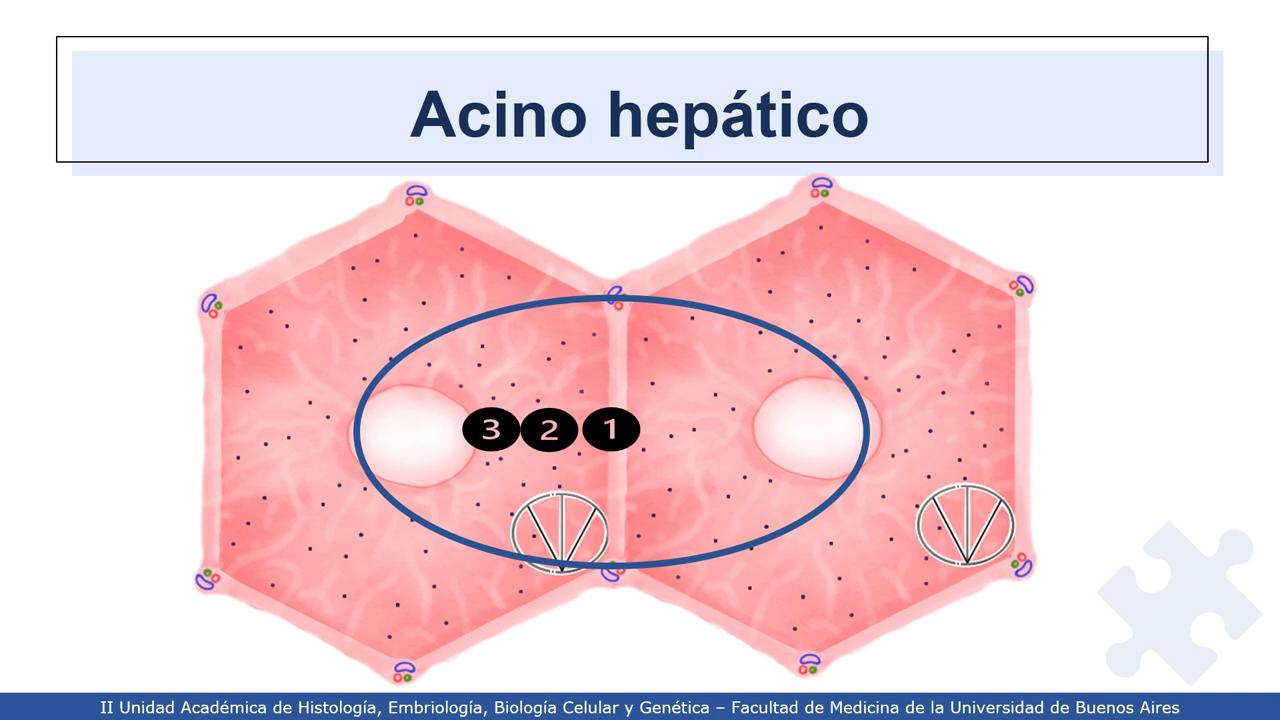 Acino hepático
3 2 1
II Unidad Académica de Histología, Embriología, Biología Celular y Genética – Facultad de Medicina de la Universidad de Buenos Aires